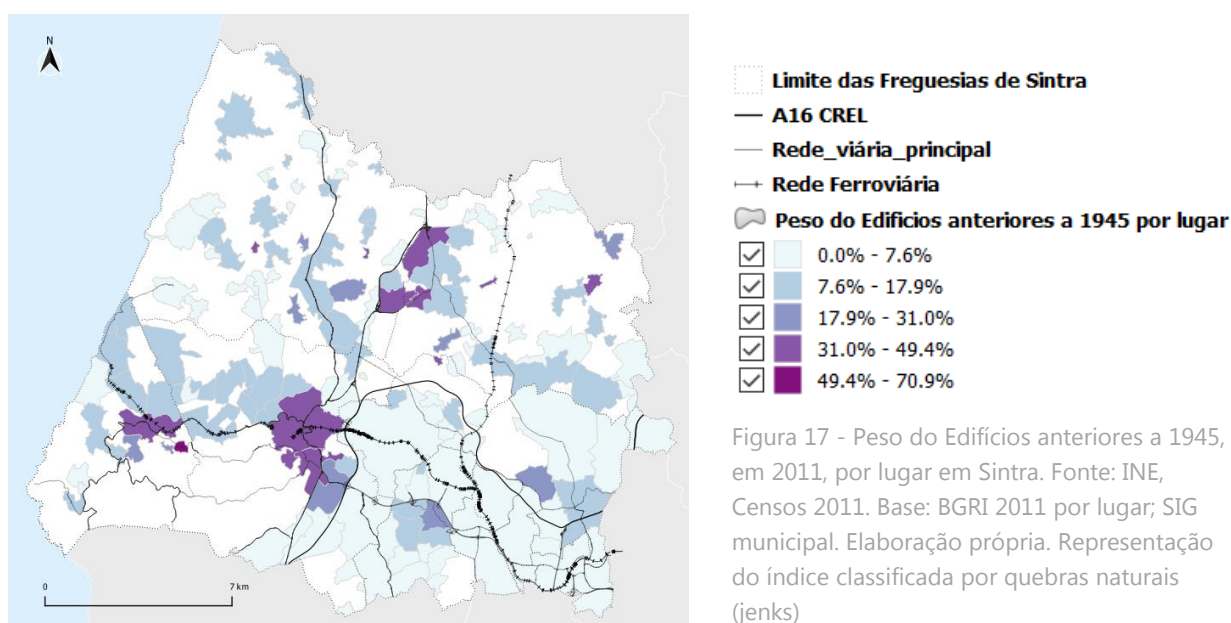 N
0
7 km
Limite das Freguesias de Sintra
A16 CREL
Rede_viária_principal
Rede Ferroviária
Peso do Edificios anteriores a 1945 por lugar
0.0% - 7.6%
7.6% - 17.9%
17.9% - 31.0%
31.0% - 49.4%
49.4% - 70.9%
Figura 17 - Peso do Edifícios anteriores a 1945,
em 2011, por lugar em Sintra. Fonte: INE,
Censos 2011. Base: BGRI 2011 por lugar; SIG
municipal. Elaboração própria. Representação
do índice classificada por quebras naturais
(jenks)